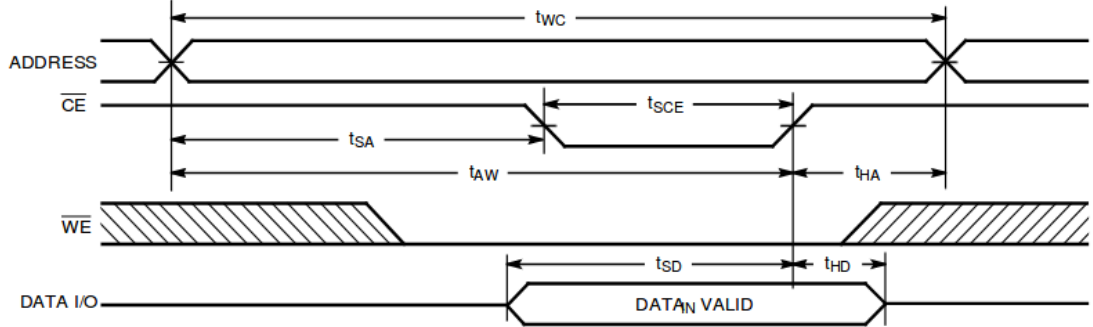 tWC
ADDRESS
CE
tSCE
tSA
tAW
tHA
WE
tSD
tHD
DATA I/O
DATAIN VALID